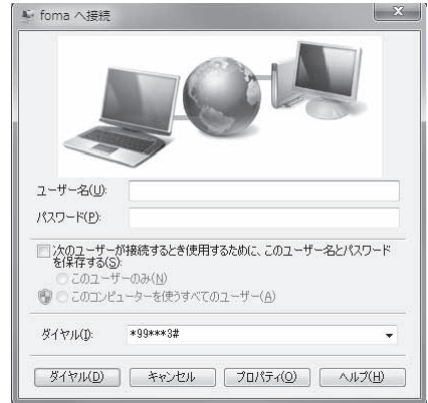 foma へ接続
ユーザー名(U):
パスワード(P):
次のユーザーが接続するとき使用するために、このユーザー名とパスワード
を保存する(S):
このユーザーのみ(N)
このコンピューターを使うすべてのユーザー(A)
ダイヤル(I): *99***3#
ダイヤル(D) キャンセル プロパティ(O) ヘルプ(H)